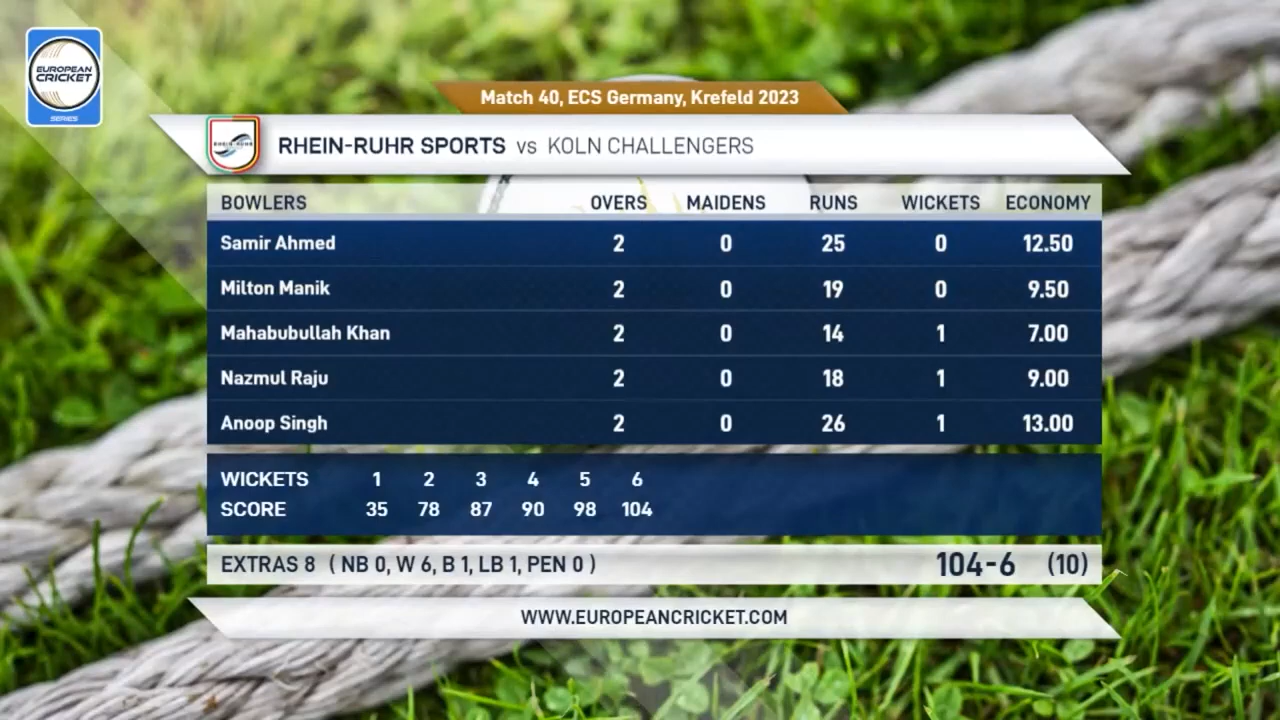 EUROPEAN
CRICKET
SERIES
Match 40, ECS Germany, Krefeld 2023
RHEIN-RUHR
RHEIN-RUHR SPORTS vs KOLN CHALLENGERS
BOWLERS OVERS MAIDENS RUNS WICKETS ECONOMY
Samir Ahmed 2 0 25 0 12.50
Milton Manik 2 0 19 0 9.50
Mahabubullah Khan 2 0 14 1 7.00
Nazmul Raju 2 0 18 1 9.00
Anoop Singh 2 0 26 1 13.00
WICKETS 1 2 3 4 5 6
SCORE 35 78 87 90 98 104
EXTRAS 8 ( NB 0, W 6, B 1, LB 1, PEN 0 ) 104-6 (10)
WWW.EUROPEANCRICKET.COM